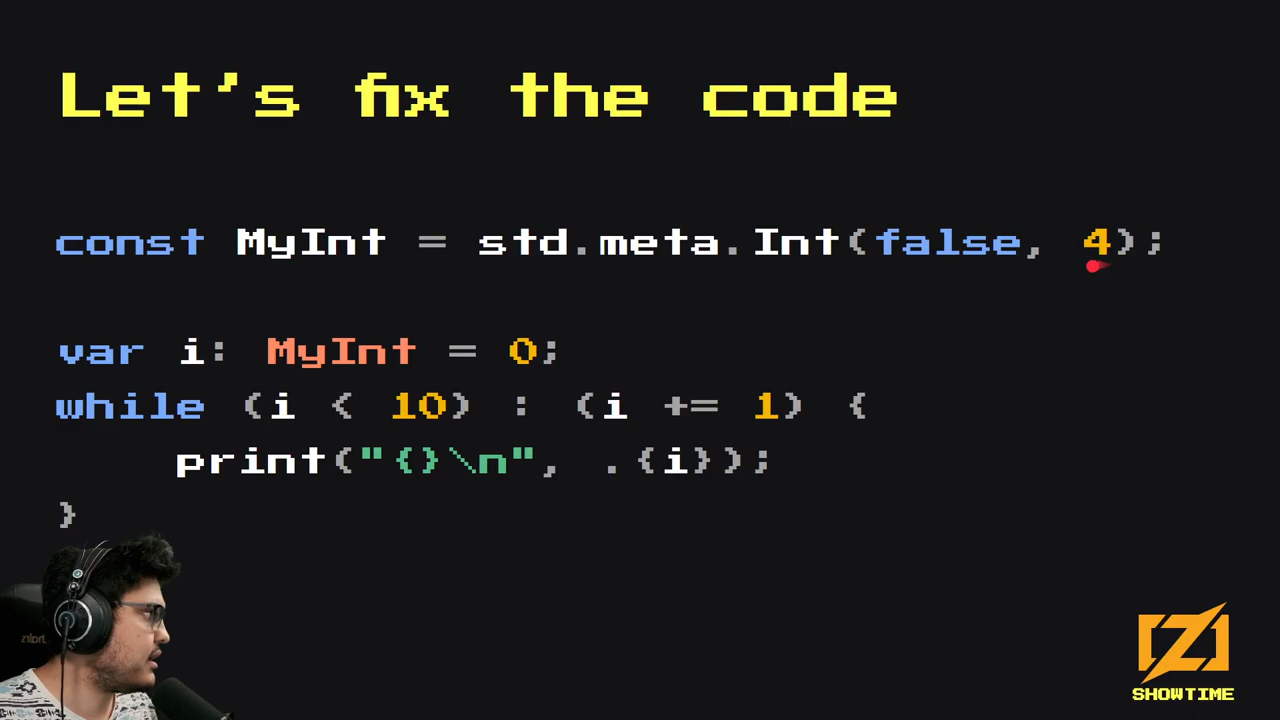 Let's fix the code
const MyInt = std.meta.Int(false, 4);
var i: MyInt = 0;
while (i < 10) : (i += 1) {
    print("{}\n", .{i});
}
SHOWTIME